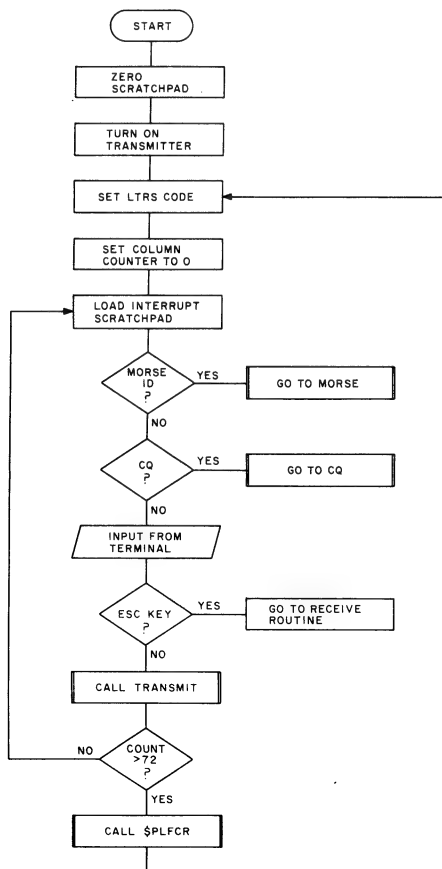 START
ZERO
SCRATCHPAD
TURN ON
TRANSMITTER
SET LTRS CODE
SET COLUMN
COUNTER TO 0
LOAD INTERRUPT
SCRATCHPAD
MORSE
ID
?
YES
GO TO MORSE
NO
CQ
?
YES
GO TO CQ
NO
INPUT FROM
TERMINAL
ESC KEY
?
YES
GO TO RECEIVE
ROUTINE
NO
CALL TRANSMIT
NO
COUNT
>72
?
YES
CALL $PLFCR